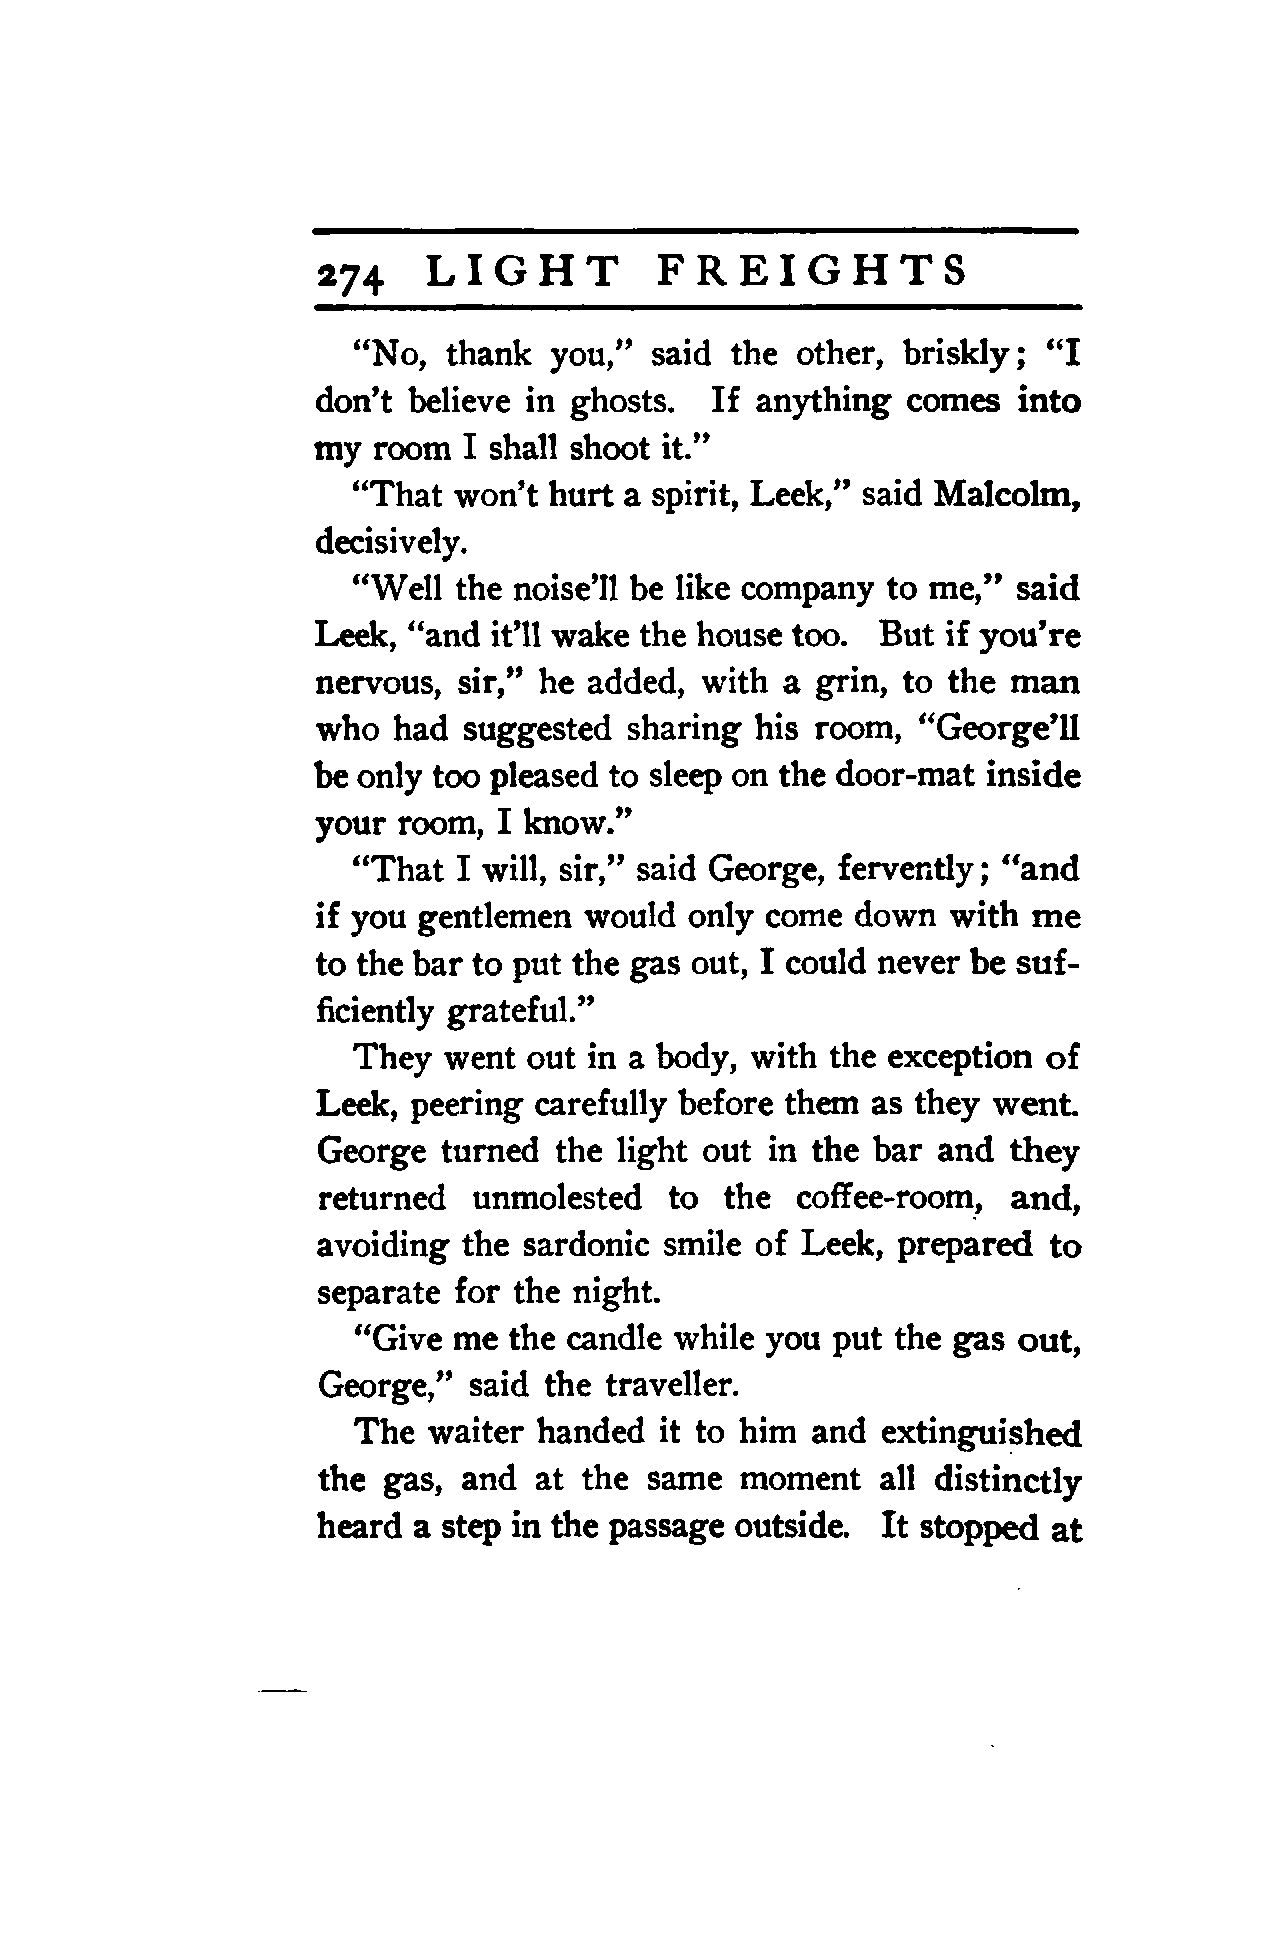 274 LIGHT FREIGHTS
“No, thank you,” said the other, briskly; “I
don’t believe in ghosts. If anything comes into
my room I shall shoot it.”
“That won’t hurt a spirit, Leek,” said Malcolm,
decisively.
“Well the noise’ll be like company to me,” said
Leek, “and it’ll wake the house too. But if you’re
nervous, sir,” he added, with a grin, to the man
who had suggested sharing his room, “George’ll
be only too pleased to sleep on the door-mat inside
your room, I know.”
“That I will, sir,” said George, fervently; “and
if you gentlemen would only come down with me
to the bar to put the gas out, I could never be suf-
ficiently grateful.”
They went out in a body, with the exception of
Leek, peering carefully before them as they went.
George turned the light out in the bar and they
returned unmolested to the coffee-room, and,
avoiding the sardonic smile of Leek, prepared to
separate for the night.
“Give me the candle while you put the gas out,
George,” said the traveller.
The waiter handed it to him and extinguished
the gas, and at the same moment all distinctly
heard a step in the passage outside. It stopped at